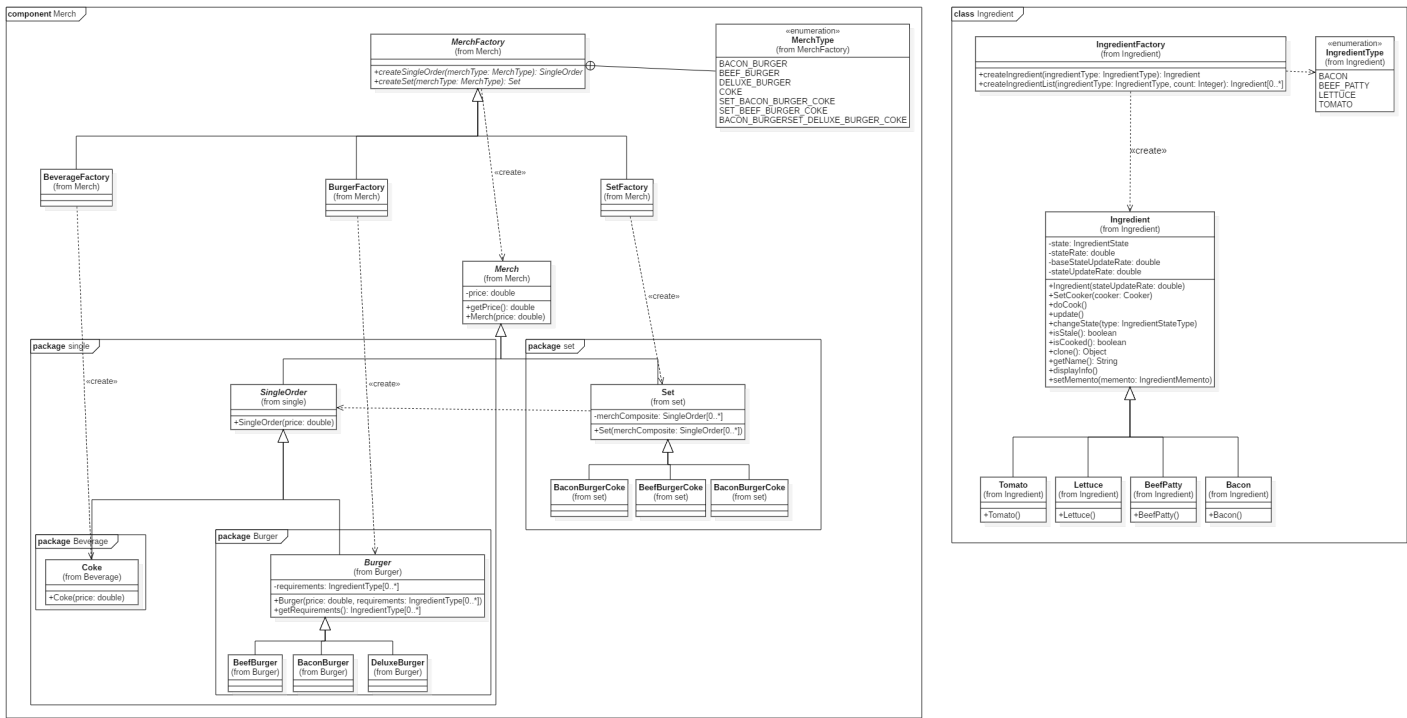 component Merch
MerchFactory
(from Merch)
+createSingleOrder(merchType: MerchType): SingleOrder
+createSet(merchType: MerchType): Set
«enumeration»
MerchType
(from MerchFactory)
BACON_BURGER
BEEF_BURGER
DELUXE_BURGER
COKE
SET_BACON_BURGER_COKE
SET_BEEF_BURGER_COKE
BACON_BURGERSET_DELUXE_BURGER_COKE
BeverageFactory
(from Merch)
BurgerFactory
(from Merch)
SetFactory
(from Merch)
«create»
Merch
(from Merch)
-price: double
+getPrice(): double
+Merch(price: double)
«create»
package single
package set
«create»
«create»
SingleOrder
(from single)
+SingleOrder(price: double)
Set
(from set)
-merchComposite: SingleOrder[0..*]
+Set(merchComposite: SingleOrder[0..*])
BaconBurgerCoke
(from set)
BeefBurgerCoke
(from set)
BaconBurgerCoke
(from set)
package Beverage
Coke
(from Beverage)
+Coke(price: double)
package Burger
Burger
(from Burger)
-requirements: IngredientType[0..*]
+Burger(price: double, requirements: IngredientType[0..*])
+getRequirements(): IngredientType[0..*]
BeefBurger
(from Burger)
BaconBurger
(from Burger)
DeluxeBurger
(from Burger)
class Ingredient
IngredientFactory
(from Ingredient)
+createIngredient(ingredientType: IngredientType): Ingredient
+createIngredientList(ingredientType: IngredientType, count: Integer): Ingredient[0..*]
«enumeration»
IngredientType
(from Ingredient)
BACON
BEEF_PATTY
LETTUCE
TOMATO
«create»
Ingredient
(from Ingredient)
-state: IngredientState
-stateRate: double
-baseStateUpdateRate: double
-stateUpdateRate: double
+Ingredient(stateUpdateRate: double)
+SetCooker(cooker: Cooker)
+doCook()
+update()
+changeState(type: IngredientStateType)
+isStale(): boolean
+isCooked(): boolean
+clone(): Object
+getName(): String
+displayInfo()
+setMemento(memento: IngredientMemento)
Tomato
(from Ingredient)
+Tomato()
Lettuce
(from Ingredient)
+Lettuce()
BeefPatty
(from Ingredient)
+BeefPatty()
Bacon
(from Ingredient)
+Bacon()